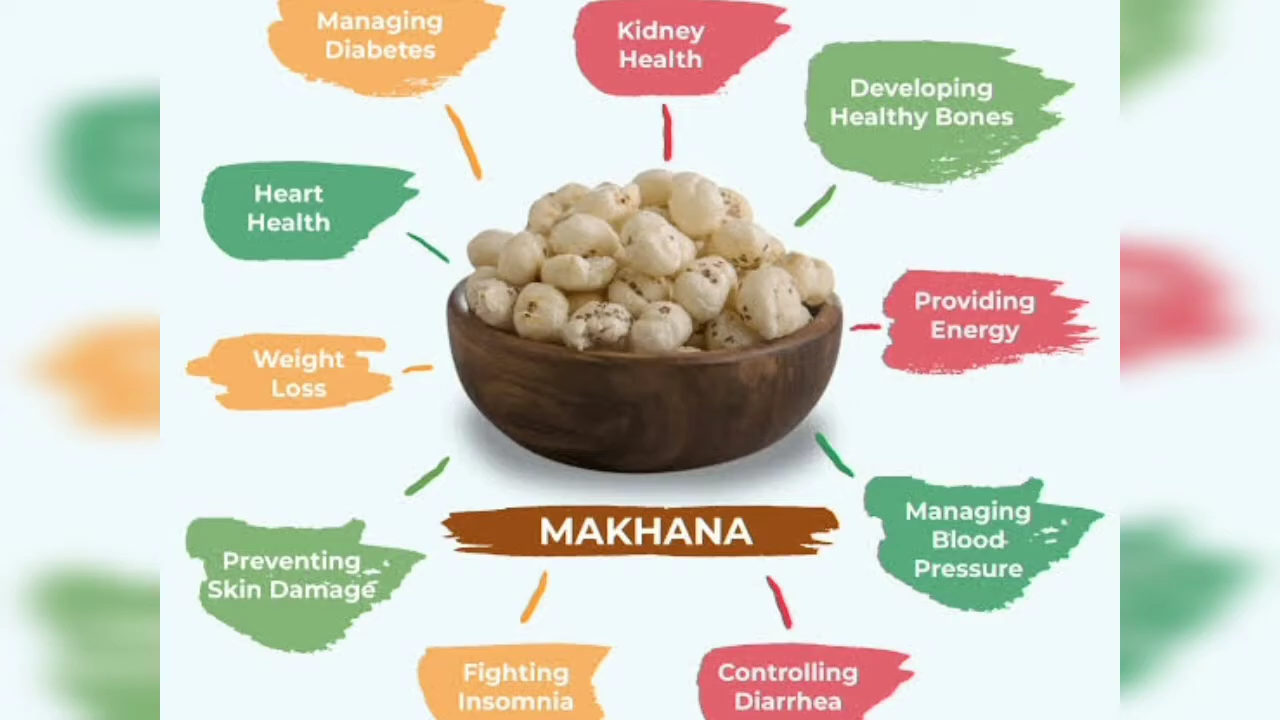 Managing
Diabetes
Kidney
Health
Developing
Healthy Bones
Heart
Health
Providing
Energy
Weight
Loss
Managing
Blood
Pressure
MAKHANA
Preventing
Skin Damage
Fighting
Insomnia
Controlling
Diarrhea